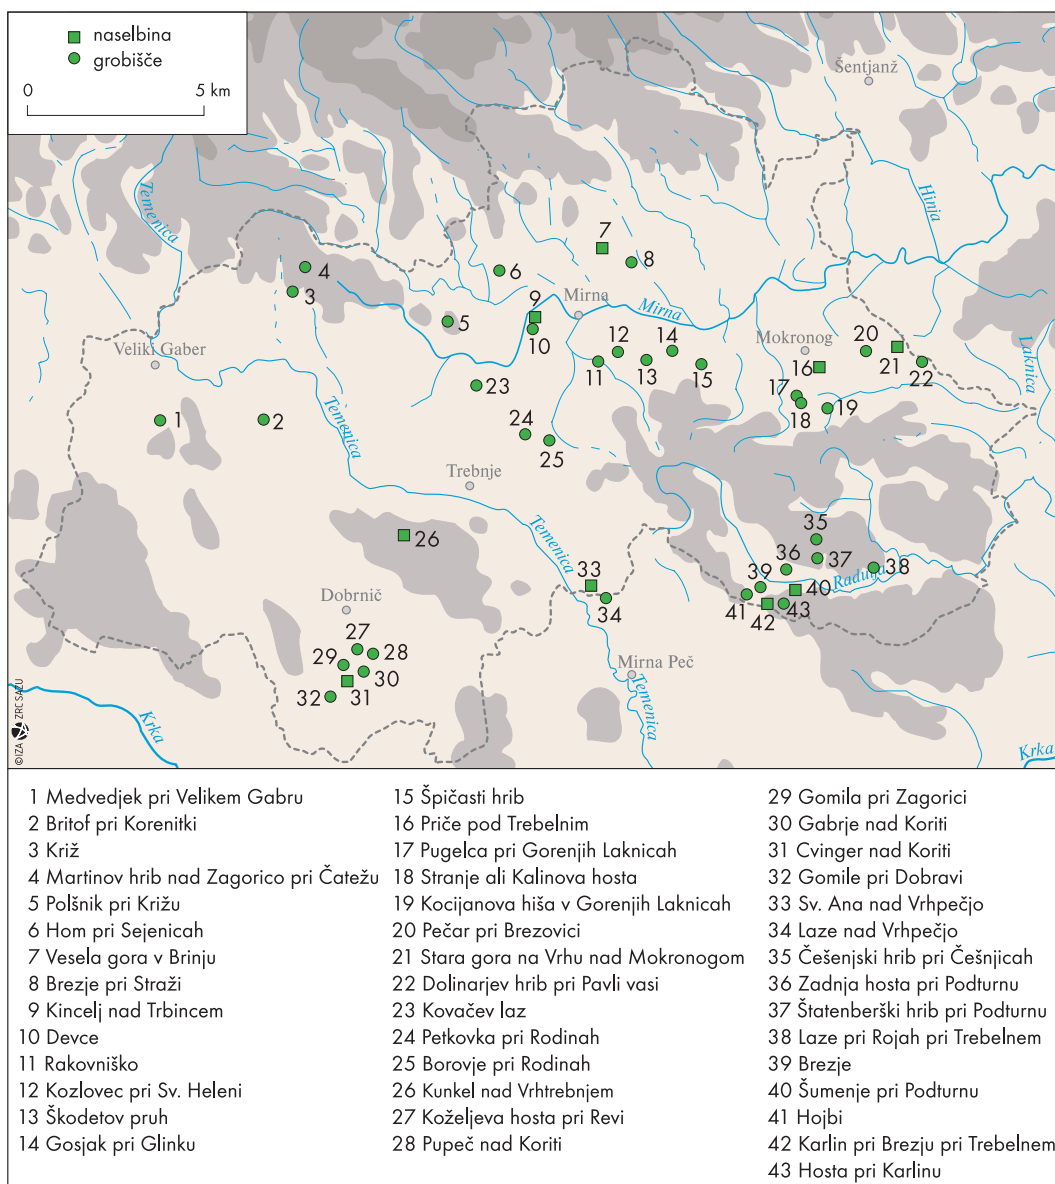 naselbina
grobišče
0 5 km
Šentjanž
Temenica
Hinja
7
4
6
8
3
9
Mirna
Mirna
5
10
12
14
Mokronog
20
Veliki Gaber
11
13
15
16
21
22
Laknica
23
17
18
19
1
2
Temenica
24
25
Trebnje
26
Temenica
35
33
36
37
38
39
Radulja
40
Dobrnič
34
41
42
43
27
28
29
30
Mirna Peč
32
31
Temenica
©IZA ZRC SAZU
Krka
Krka
1 Medvedjek pri Velikem Gabru
2 Britof pri Korenitki
3 Križ
4 Martinov hrib nad Zagorico pri Čatežu
5 Polšnik pri Križu
6 Hom pri Sejenicah
7 Vesela gora v Brinju
8 Brezje pri Straži
9 Kincelj nad Trbincem
10 Devce
11 Rakovniško
12 Kozlovec pri Sv. Heleni
13 Škodetov pruh
14 Gosjak pri Glinku
15 Špičasti hrib
16 Priče pod Trebelnim
17 Pugelca pri Gorenjih Laknicah
18 Stranje ali Kalinova hosta
19 Kocijanova hiša v Gorenjih Laknicah
20 Pečar pri Brezovici
21 Stara gora na Vrhu nad Mokronogom
22 Dolinarjev hrib pri Pavli vasi
23 Kovačev laz
24 Petkovka pri Rodinah
25 Borovje pri Rodinah
26 Kunkel nad Vrhtrebnjem
27 Koželjeva hosta pri Revi
28 Pupeč nad Koriti
29 Gomila pri Zagorici
30 Gabrje nad Koriti
31 Cvinger nad Koriti
32 Gomile pri Dobravi
33 Sv. Ana nad Vrhpečjo
34 Laze nad Vrhpečjo
35 Češenjski hrib pri Češnjicah
36 Zadnja hosta pri Podturnu
37 Štatenberški hrib pri Podturnu
38 Laze pri Rojah pri Trebelnem
39 Brezje
40 Šumenje pri Podturnu
41 Hojbi
42 Karlin pri Brezju pri Trebelnem
43 Hosta pri Karlinu